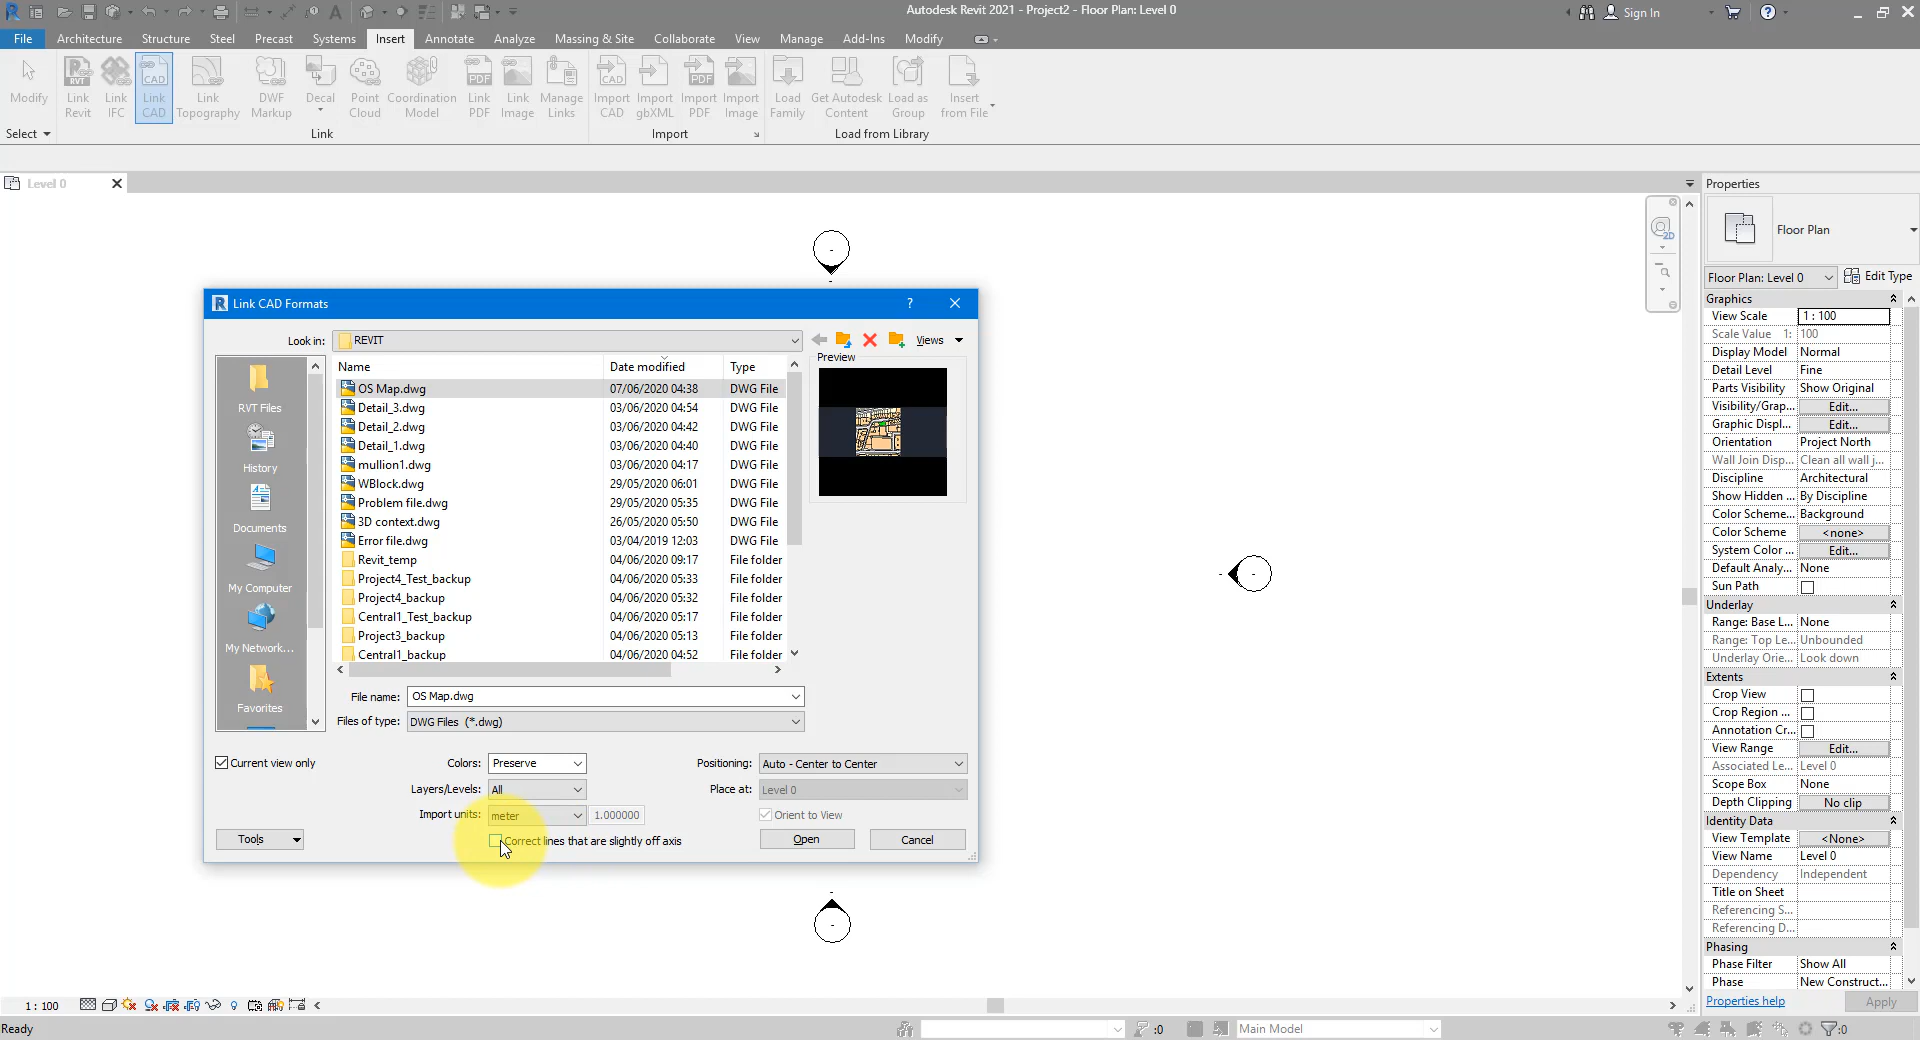 Autodesk Revit 2021 - Project2 - Floor Plan: Level 0
Sign In
File Architecture Structure Steel Precast Systems Insert Annotate Analyze Massing & Site Collaborate View Manage Add-Ins Modify
Modify
Link Revit
Link IFC
Link CAD
Link Topography
DWF Markup
Decal
Point Cloud
Coordination Model
Link PDF
Link Image
Manage Links
Import CAD
Import gbXML
Import PDF
Import Image
Load Family
Get Autodesk Content
Load as Group
Insert from File
Select Link Import Load from Library
Level 0
Properties
Floor Plan
Floor Plan: Level 0 Edit Type
Graphics
View Scale 1 : 100
Scale Value 1: 100
Display Model Normal
Detail Level Fine
Parts Visibility Show Original
Visibility/Grap... Edit...
Graphic Displ... Edit...
Orientation Project North
Wall Join Disp... Clean all wall j...
Discipline Architectural
Show Hidden ... By Discipline
Color Scheme... Background
Color Scheme <none>
System Color ... Edit...
Default Analy... None
Sun Path
Underlay
Range: Base L... None
Range: Top Le... Unbounded
Underlay Orie... Look down
Extents
Crop View
Crop Region ...
Annotation Cr...
View Range Edit...
Associated Le... Level 0
Scope Box None
Depth Clipping No clip
Identity Data
View Template <None>
View Name Level 0
Dependency Independent
Title on Sheet
Referencing S...
Referencing D...
Phasing
Phase Filter Show All
Phase New Construct...
Properties help Apply
Link CAD Formats
Look in: REVIT Views
RVT Files
History
Documents
My Computer
My Network...
Favorites
Name Date modified Type
OS Map.dwg 07/06/2020 04:38 DWG File
Detail_3.dwg 03/06/2020 04:54 DWG File
Detail_2.dwg 03/06/2020 04:42 DWG File
Detail_1.dwg 03/06/2020 04:40 DWG File
mullion1.dwg 03/06/2020 04:17 DWG File
WBlock.dwg 29/05/2020 06:01 DWG File
Problem file.dwg 29/05/2020 05:35 DWG File
3D context.dwg 26/05/2020 05:50 DWG File
Error file.dwg 03/04/2019 12:03 DWG File
Revit_temp 04/06/2020 09:17 File folder
Project4_Test_backup 04/06/2020 05:33 File folder
Project4_backup 04/06/2020 05:32 File folder
Central1_Test_backup 04/06/2020 05:17 File folder
Project3_backup 04/06/2020 05:13 File folder
Central1_backup 04/06/2020 04:52 File folder
Preview
File name: OS Map.dwg
Files of type: DWG Files (*.dwg)
Current view only
Colors: Preserve
Positioning: Auto - Center to Center
Layers/Levels: All
Place at: Level 0
Import units: meter 1.000000
Orient to View
Correct lines that are slightly off axis
Tools
Open
Cancel
1 : 100
Ready
:0
Main Model
:0